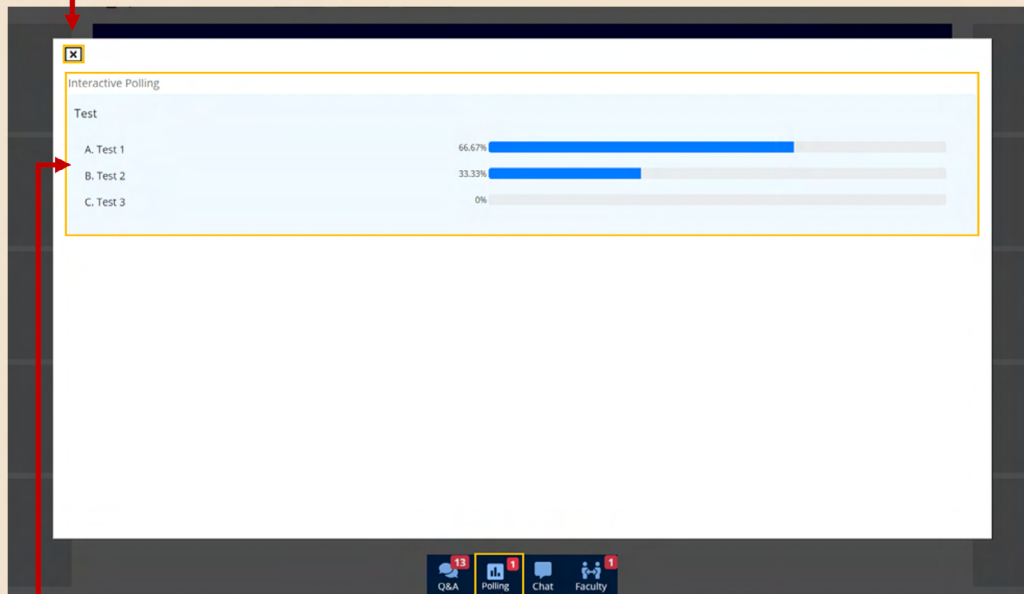 Interactive Polling
Test
A. Test 1 66.67%
B. Test 2 33.33%
C. Test 3 0%
13 1 1
Q&A Polling Chat Faculty